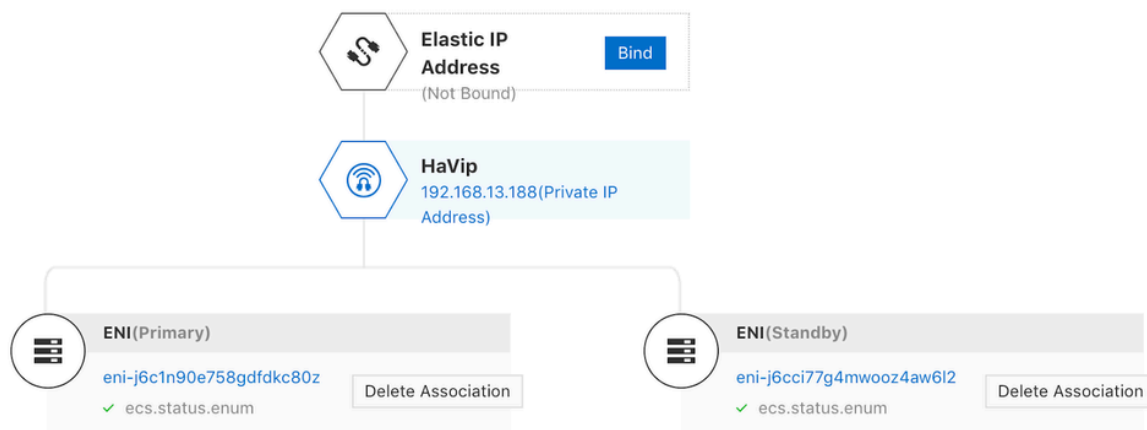 Elastic IP
Address
(Not Bound)
Bind
HaVip
192.168.13.188(Private IP
Address)
ENI(Primary)
eni-j6c1n90e758gdfdkc80z
Delete Association
ecs.status.enum
ENI(Standby)
eni-j6cci77g4mwooz4aw6l2
Delete Association
ecs.status.enum